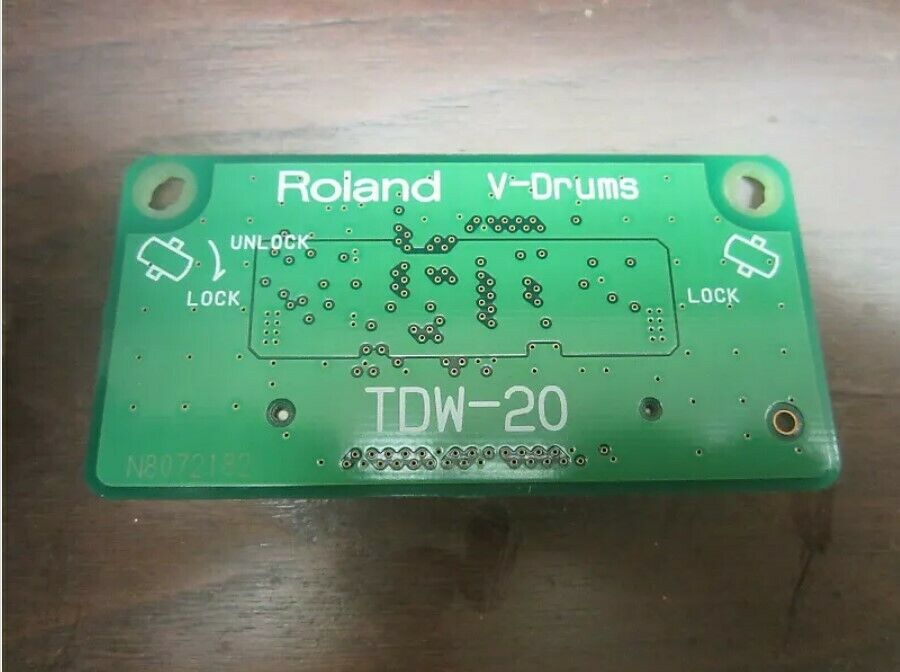 Roland V-Drums
UNLOCK
LOCK
LOCK
TDW-20
N8072182